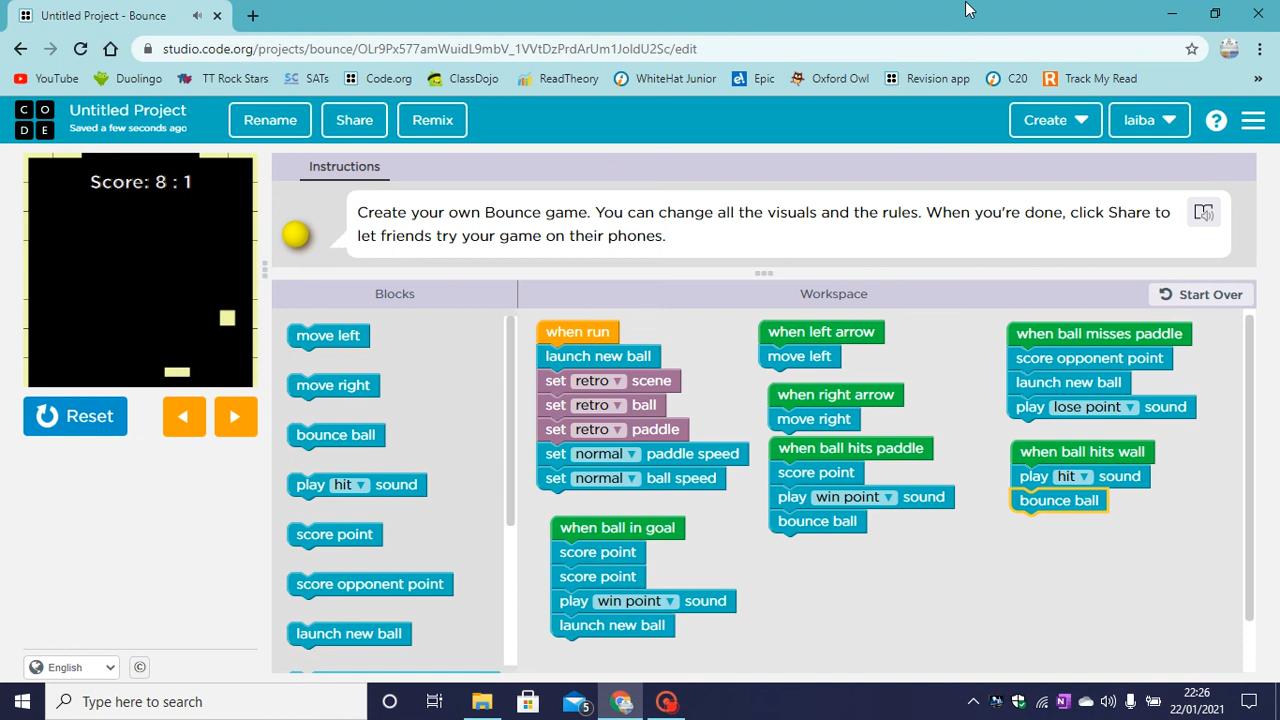 Untitled Project - Bounce
studio.code.org/projects/bounce/OLr9Px577amWuidL9mbV_1VVtDzPrdArUm1JoldU2Sc/edit
YouTube
Duolingo
TT Rock Stars
SC SATs
Code.org
ClassDojo
ReadTheory
WhiteHat Junior
Epic
Oxford Owl
Revision app
C20
Track My Read
»
C O
D E
Untitled Project
Saved a few seconds ago
Rename
Share
Remix
Create
laiba
?
Score: 8 : 1
Reset
English
©
Instructions
Create your own Bounce game. You can change all the visuals and the rules. When you're done, click Share to
let friends try your game on their phones.
Blocks
Workspace
Start Over
move left
move right
bounce ball
play hit sound
score point
score opponent point
launch new ball
when run
launch new ball
set retro scene
set retro ball
set retro paddle
set normal paddle speed
set normal ball speed
when ball in goal
score point
score point
play win point sound
launch new ball
when left arrow
move left
when right arrow
move right
when ball hits paddle
score point
play win point sound
bounce ball
when ball misses paddle
score opponent point
launch new ball
play lose point sound
when ball hits wall
play hit sound
bounce ball
Type here to search
5
22:26
22/01/2021